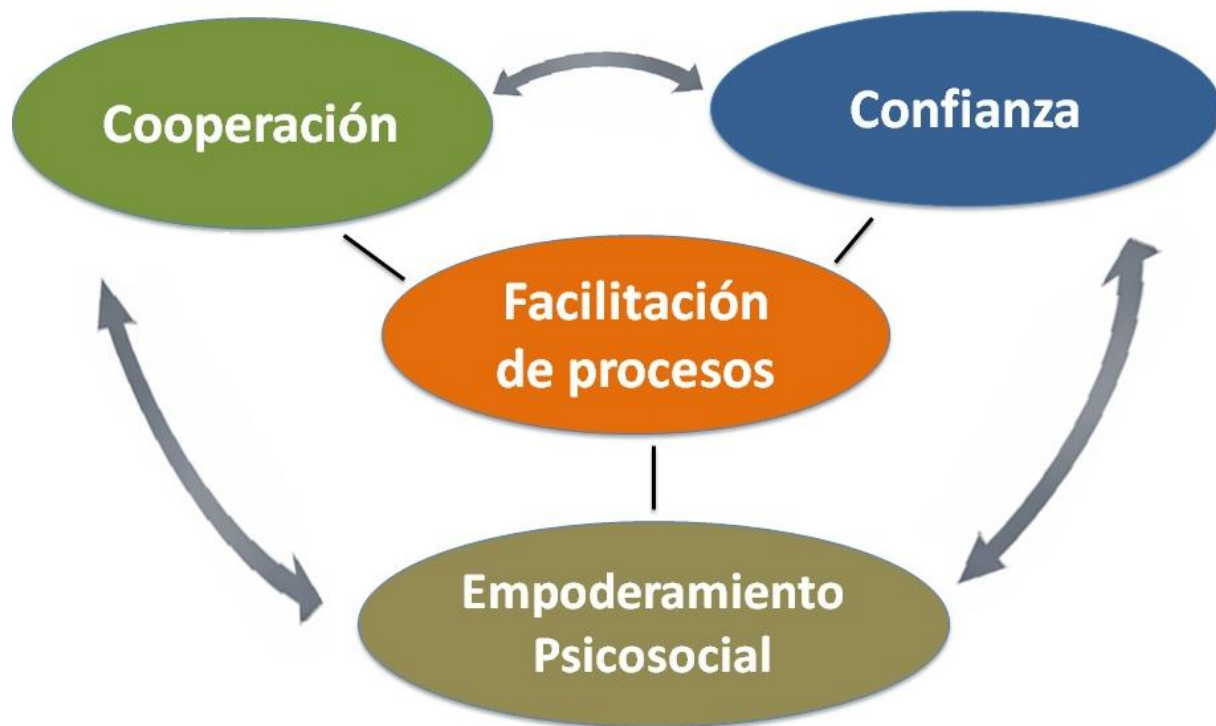 Cooperación
Confianza
Facilitación
de procesos
Empoderamiento
Psicosocial